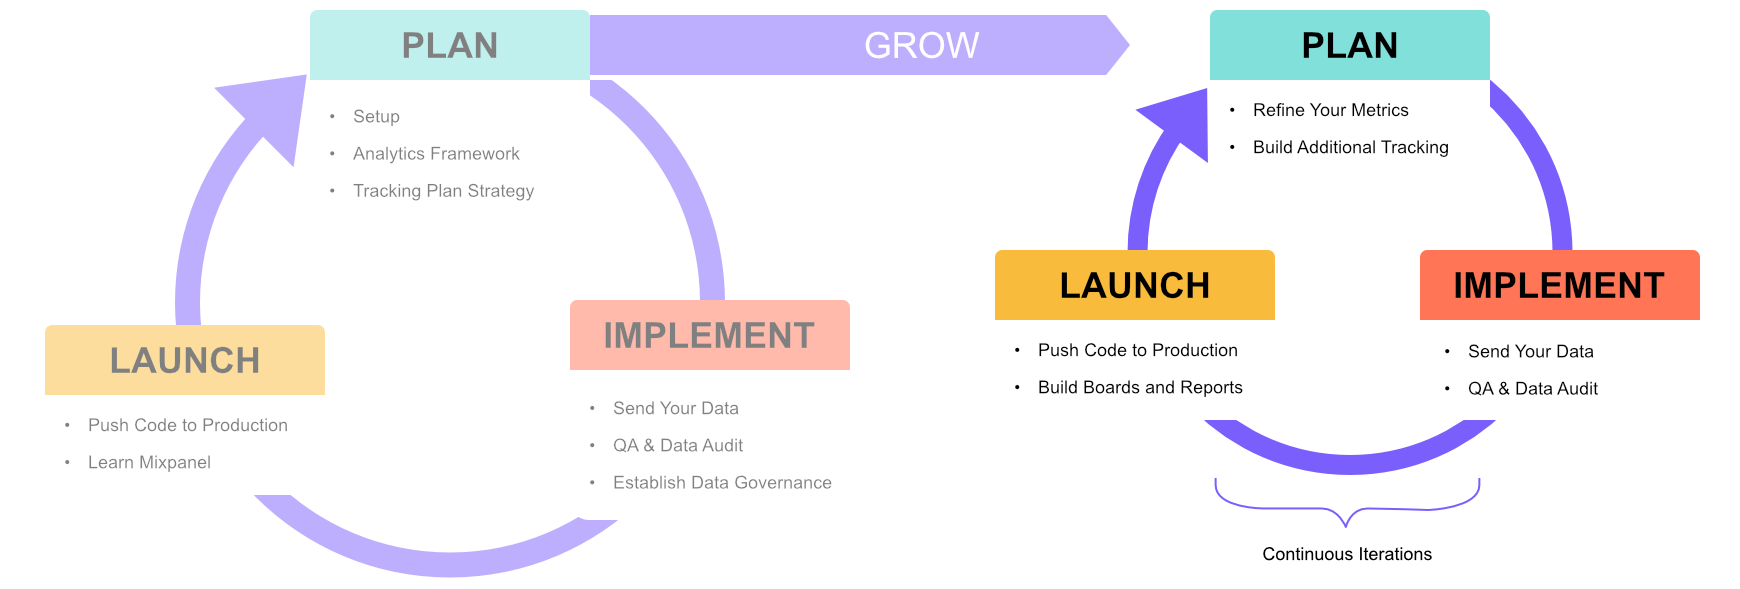 PLAN
• Setup
• Analytics Framework
• Tracking Plan Strategy
GROW
IMPLEMENT
• Send Your Data
• QA & Data Audit
• Establish Data Governance
LAUNCH
• Push Code to Production
• Learn Mixpanel
PLAN
• Refine Your Metrics
• Build Additional Tracking
IMPLEMENT
• Send Your Data
• QA & Data Audit
LAUNCH
• Push Code to Production
• Build Boards and Reports
Continuous Iterations